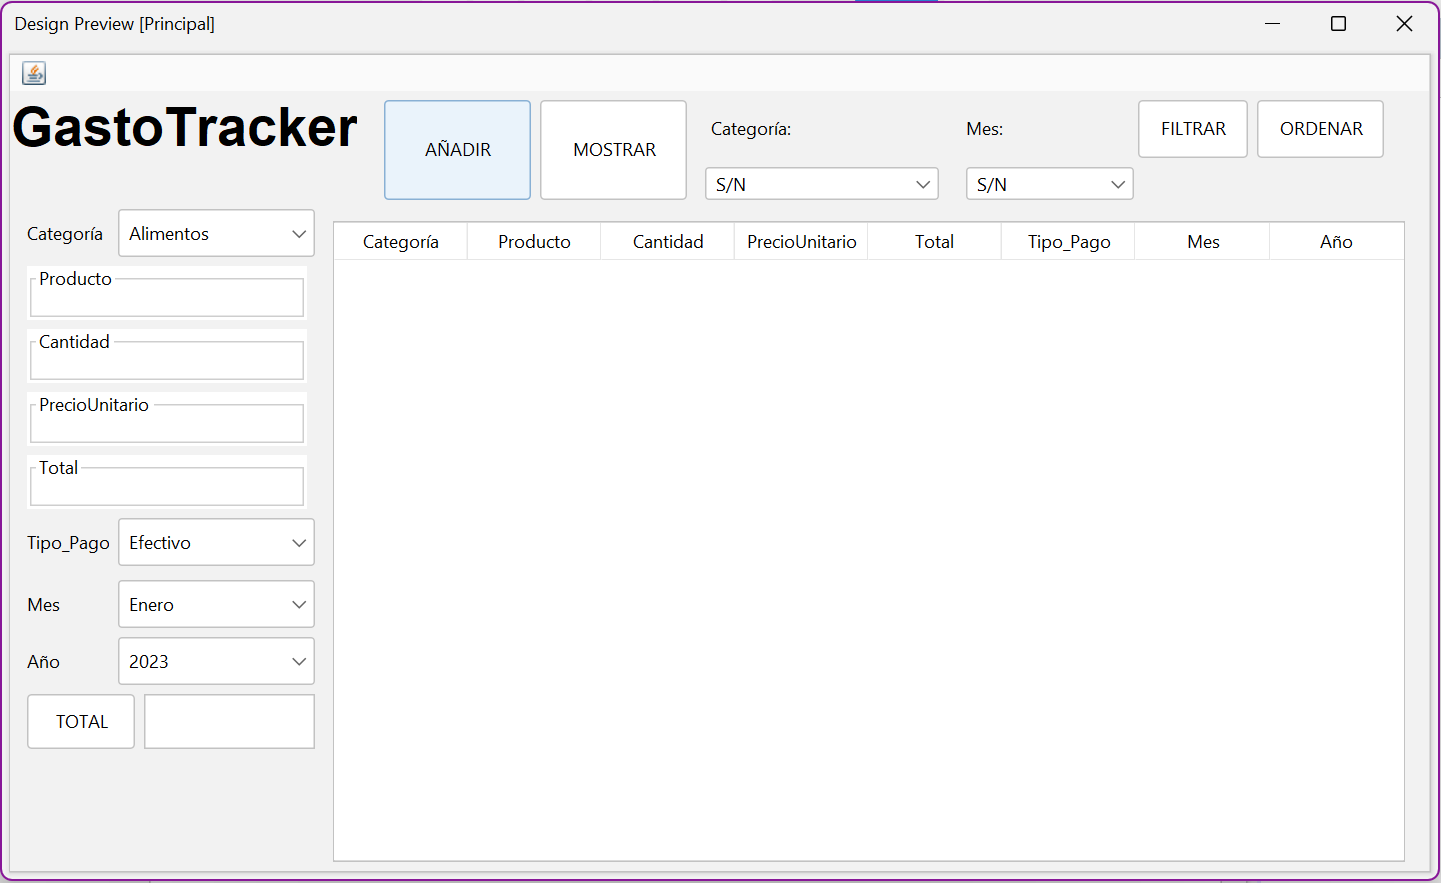 Design Preview [Principal]
GastoTracker
AÑADIR
MOSTRAR
Categoría:
Mes:
FILTRAR
ORDENAR
S/N
S/N
Categoría
Alimentos
Producto
Cantidad
PrecioUnitario
Total
Tipo_Pago
Efectivo
Mes
Enero
Año
2023
TOTAL
Categoría Producto Cantidad PrecioUnitario Total Tipo_Pago Mes Año